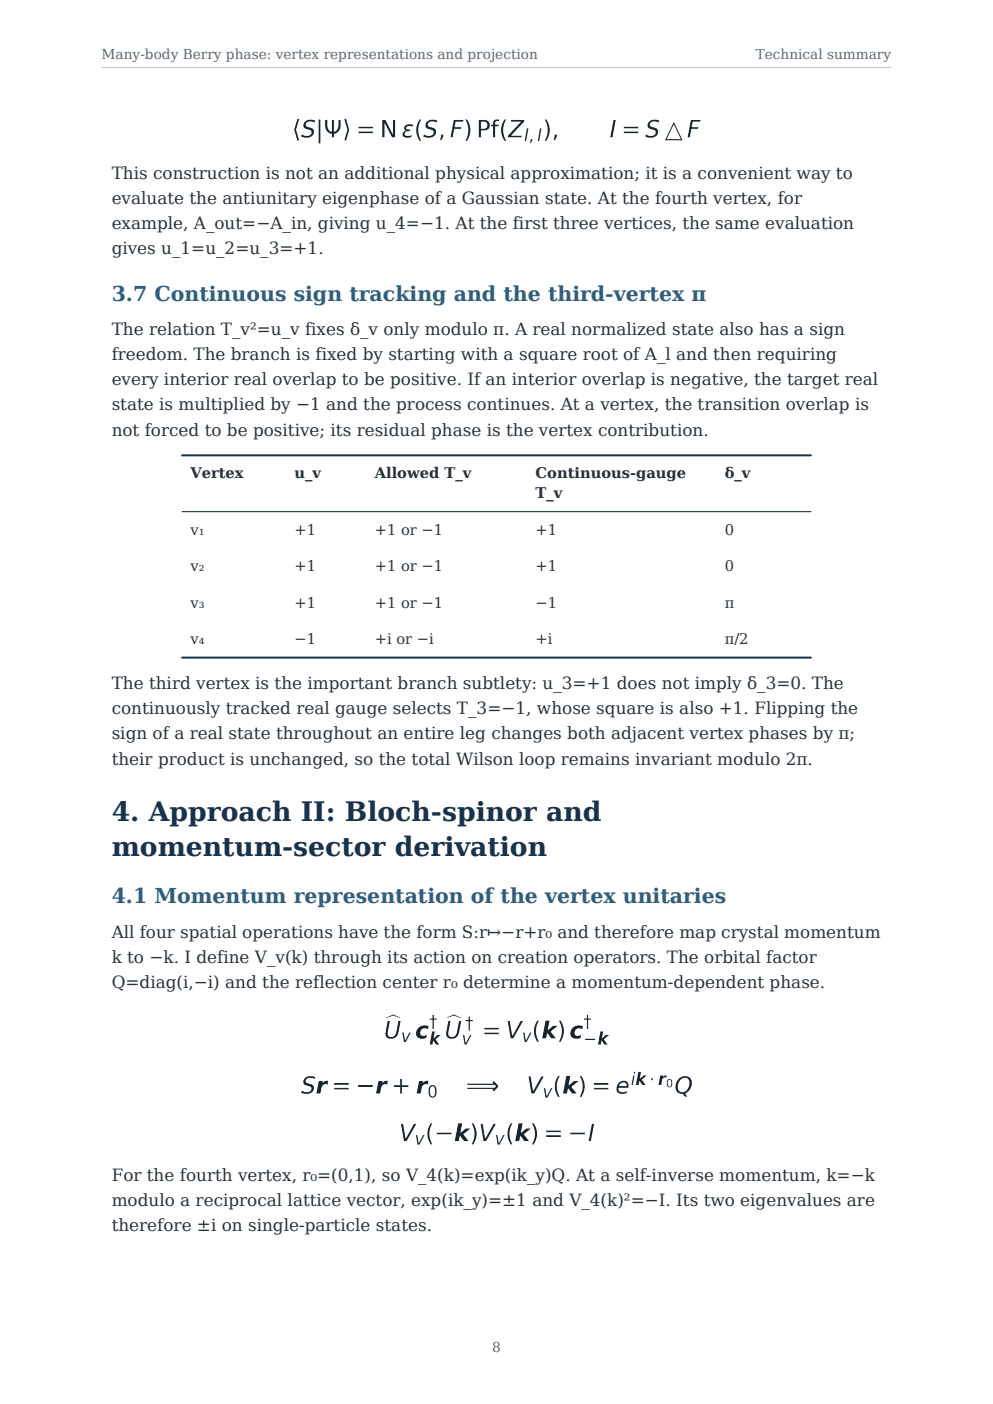 Many-body Berry phase: vertex representations and projection Technical summary
⟨S|Ψ⟩ = N ε(S, F) Pf(Z_{I, I}), I = S △ F
This construction is not an additional physical approximation; it is a convenient way to
evaluate the antiunitary eigenphase of a Gaussian state. At the fourth vertex, for
example, A_out=−A_in, giving u_4=−1. At the first three vertices, the same evaluation
gives u_1=u_2=u_3=+1.
3.7 Continuous sign tracking and the third-vertex π
The relation T_v²=u_v fixes δ_v only modulo π. A real normalized state also has a sign
freedom. The branch is fixed by starting with a square root of A_l and then requiring
every interior real overlap to be positive. If an interior overlap is negative, the target real
state is multiplied by −1 and the process continues. At a vertex, the transition overlap is
not forced to be positive; its residual phase is the vertex contribution.
Vertex u_v Allowed T_v Continuous-gauge T_v δ_v
v₁ +1 +1 or −1 +1 0
v₂ +1 +1 or −1 +1 0
v₃ +1 +1 or −1 −1 π
v₄ −1 +i or −i +i π/2
The third vertex is the important branch subtlety: u_3=+1 does not imply δ_3=0. The
continuously tracked real gauge selects T_3=−1, whose square is also +1. Flipping the
sign of a real state throughout an entire leg changes both adjacent vertex phases by π;
their product is unchanged, so the total Wilson loop remains invariant modulo 2π.
4. Approach II: Bloch-spinor and
momentum-sector derivation
4.1 Momentum representation of the vertex unitaries
All four spatial operations have the form S:r↦−r+r₀ and therefore map crystal momentum
k to −k. I define V_v(k) through its action on creation operators. The orbital factor
Q=diag(i,−i) and the reflection center r₀ determine a momentum-dependent phase.
Û_v c_k^† Û_v^† = V_v(k) c_{−k}^†
Sr = −r + r₀ ⟹ V_v(k) = e^{ik · r₀}Q
V_v(−k)V_v(k) = −I
For the fourth vertex, r₀=(0,1), so V_4(k)=exp(ik_y)Q. At a self-inverse momentum, k=−k
modulo a reciprocal lattice vector, exp(ik_y)=±1 and V_4(k)²=−I. Its two eigenvalues are
therefore ±i on single-particle states.
8